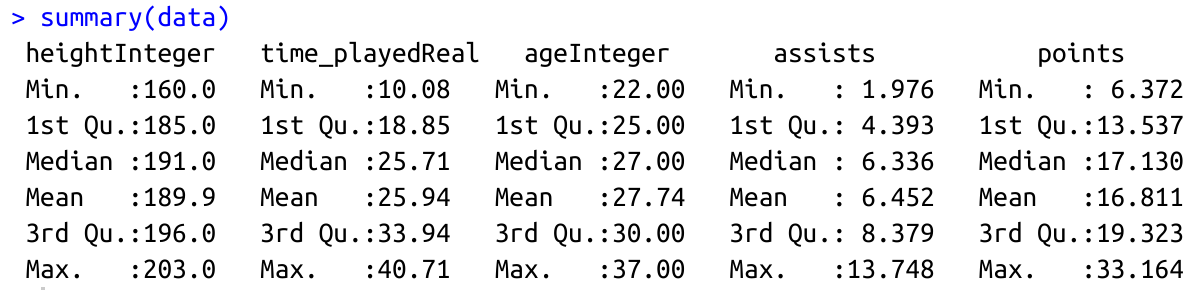 > summary(data)
 heightInteger   time_playedReal   ageInteger       assists          points
 Min.   :160.0   Min.   :10.08   Min.   :22.00   Min.   : 1.976   Min.   : 6.372
 1st Qu.:185.0   1st Qu.:18.85   1st Qu.:25.00   1st Qu.: 4.393   1st Qu.:13.537
 Median :191.0   Median :25.71   Median :27.00   Median : 6.336   Median :17.130
 Mean   :189.9   Mean   :25.94   Mean   :27.74   Mean   : 6.452   Mean   :16.811
 3rd Qu.:196.0   3rd Qu.:33.94   3rd Qu.:30.00   3rd Qu.: 8.379   3rd Qu.:19.323
 Max.   :203.0   Max.   :40.71   Max.   :37.00   Max.   :13.748   Max.   :33.164